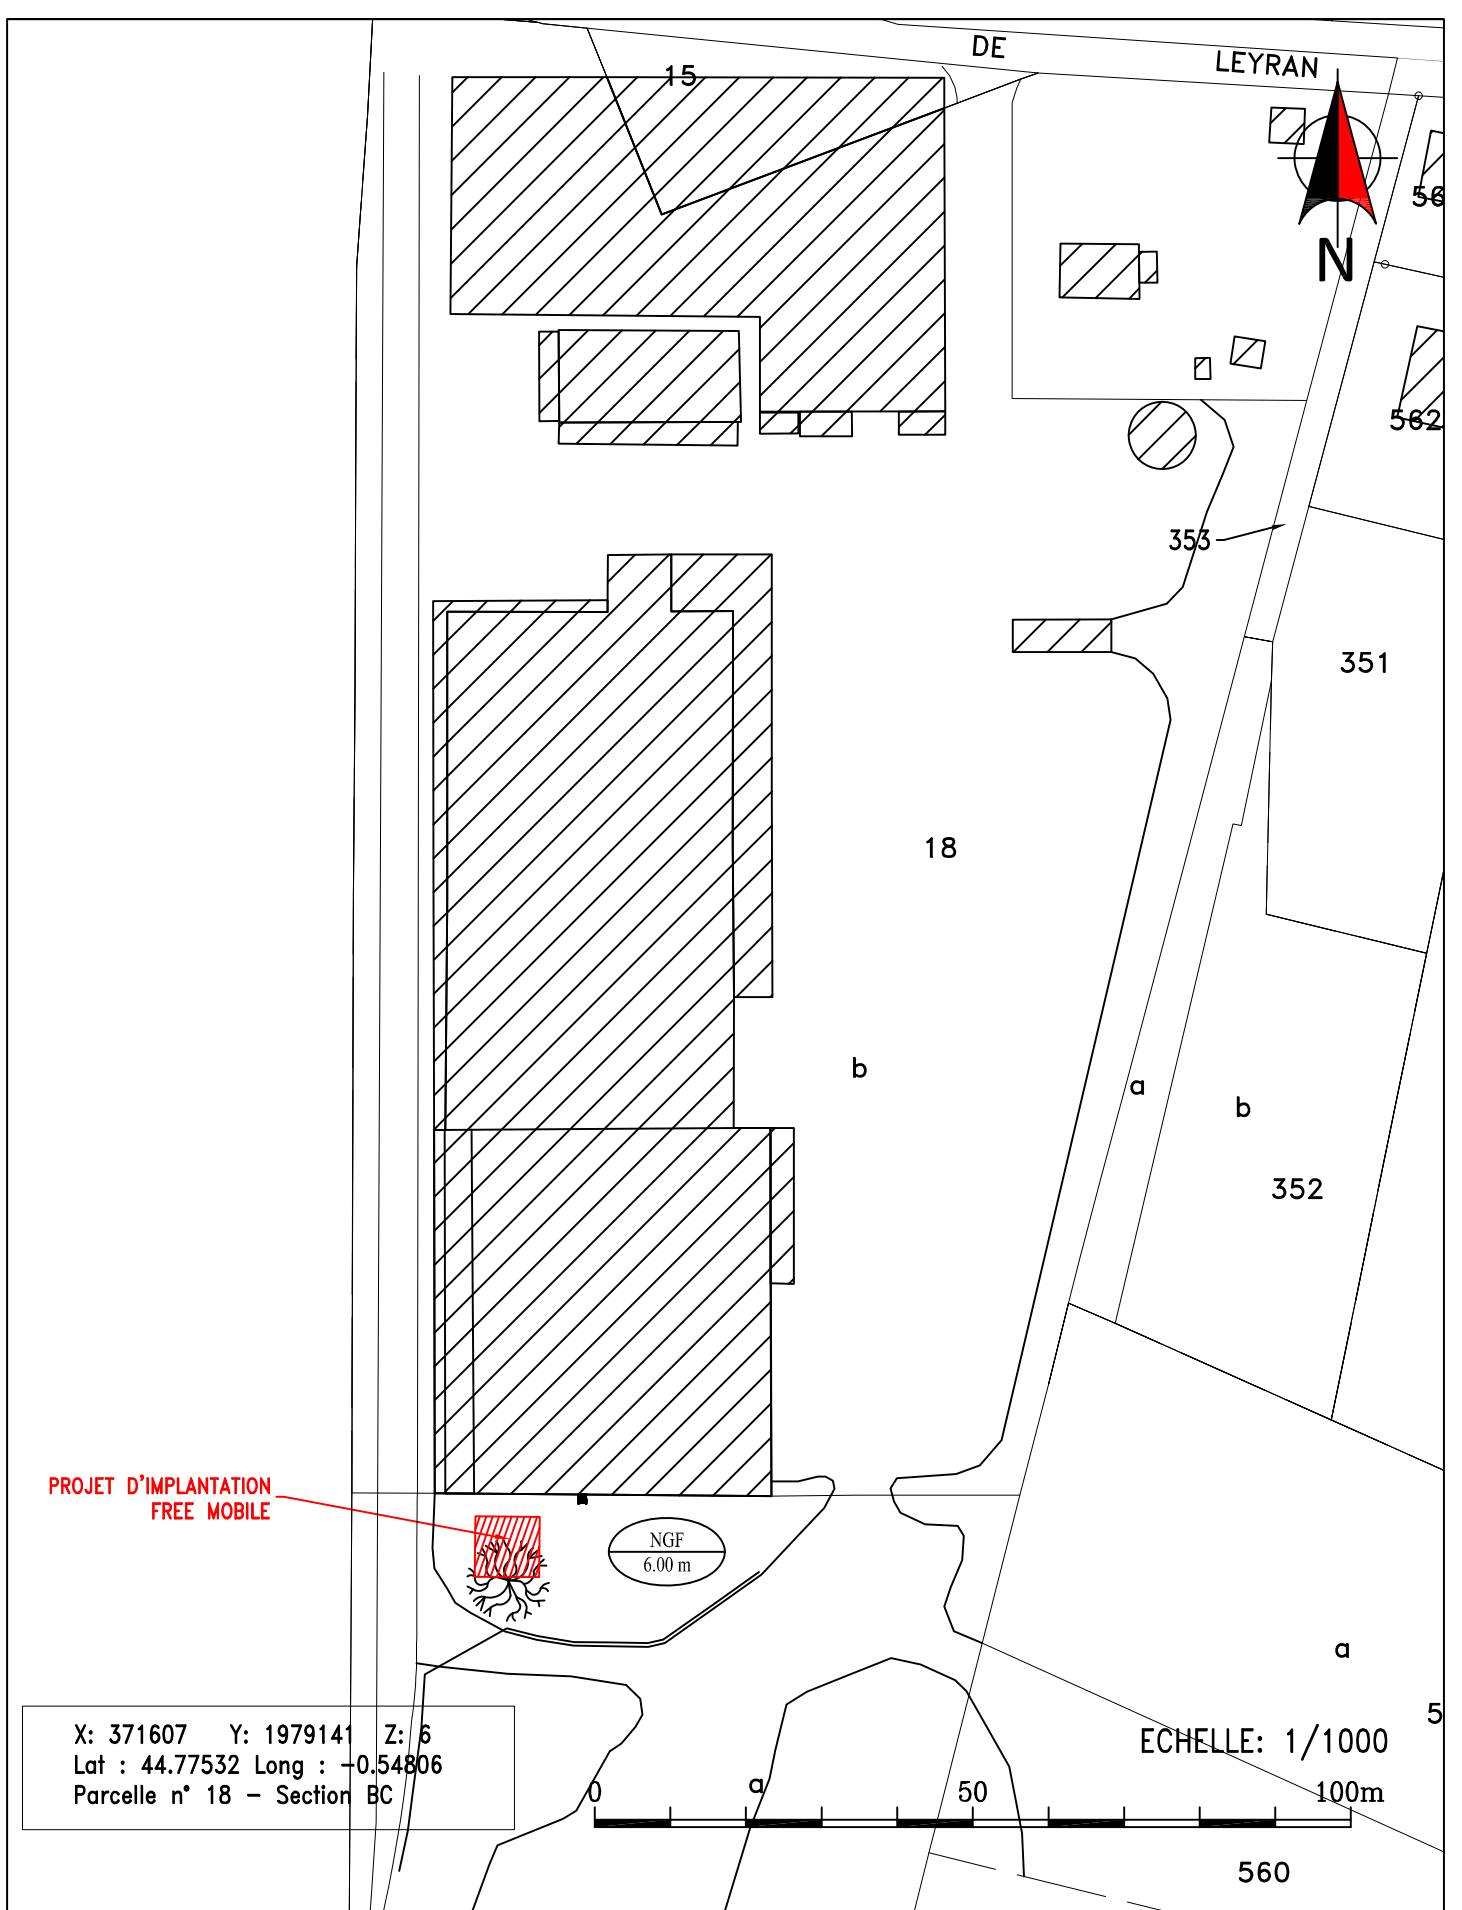 DE
LEYRAN
15
56
N
562
353
351
18
b
a
b
352
PROJET D'IMPLANTATION
FREE MOBILE
NGF
6.00 m
a
5
X: 371607 Y: 1979141 Z: 6
Lat : 44.77532 Long : -0.54806
Parcelle n° 18 - Section BC
ECHELLE: 1/1000
a
0 50 100m
560